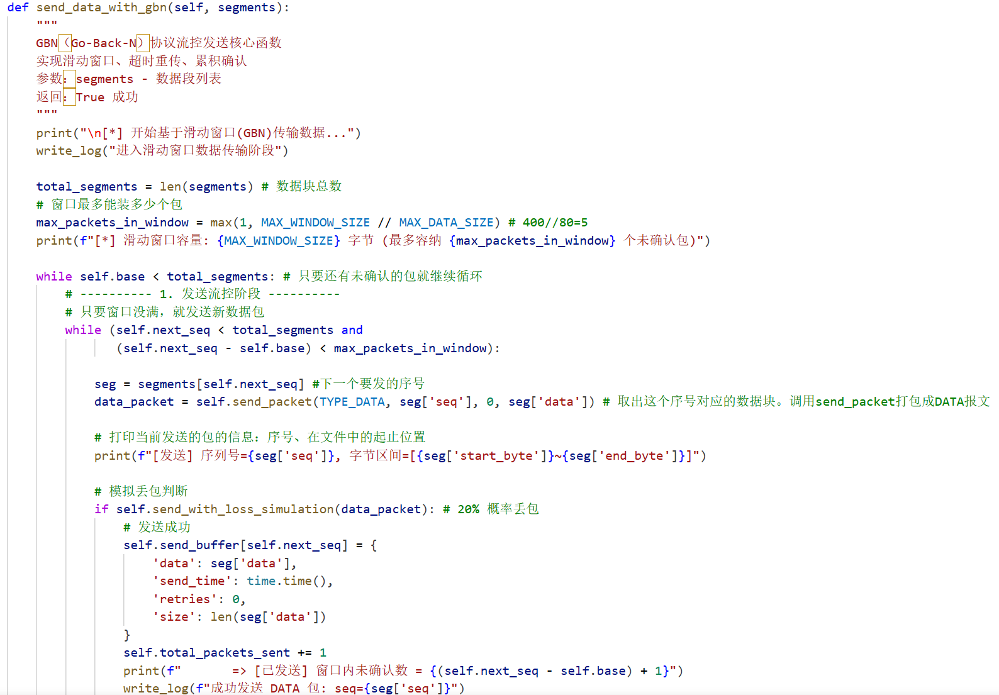 def send_data_with_gbn(self, segments):
"""
GBN（Go-Back-N）协议流控发送核心函数
实现滑动窗口、超时重传、累积确认
参数：segments - 数据段列表
返回：True 成功
"""
print("\n[*] 开始基于滑动窗口(GBN)传输数据...")
write_log("进入滑动窗口数据传输阶段")
total_segments = len(segments) # 数据块总数
# 窗口最多能装多少个包
max_packets_in_window = max(1, MAX_WINDOW_SIZE // MAX_DATA_SIZE) # 400//80=5
print(f"[*] 滑动窗口容量: {MAX_WINDOW_SIZE} 字节 (最多容纳 {max_packets_in_window} 个未确认包)")
while self.base < total_segments: # 只要还有未确认的包就继续循环
# ---------- 1. 发送流控阶段 ----------
# 只要窗口没满，就发送新数据包
while (self.next_seq < total_segments and
(self.next_seq - self.base) < max_packets_in_window):
seg = segments[self.next_seq] #下一个要发的序号
data_packet = self.send_packet(TYPE_DATA, seg['seq'], 0, seg['data']) # 取出这个序号对应的数据块。调用send_packet打包成DATA报文
# 打印当前发送的包的信息：序号、在文件中的起止位置
print(f"[发送] 序列号={seg['seq']}, 字节区间=[{seg['start_byte']}~{seg['end_byte']}]")
# 模拟丢包判断
if self.send_with_loss_simulation(data_packet): # 20% 概率丢包
# 发送成功
self.send_buffer[self.next_seq] = {
'data': seg['data'],
'send_time': time.time(),
'retries': 0,
'size': len(seg['data'])
}
self.total_packets_sent += 1
print(f"       => [已发送] 窗口内未确认数 = {(self.next_seq - self.base) + 1}")
write_log(f"成功发送 DATA 包: seq={seg['seq']}")